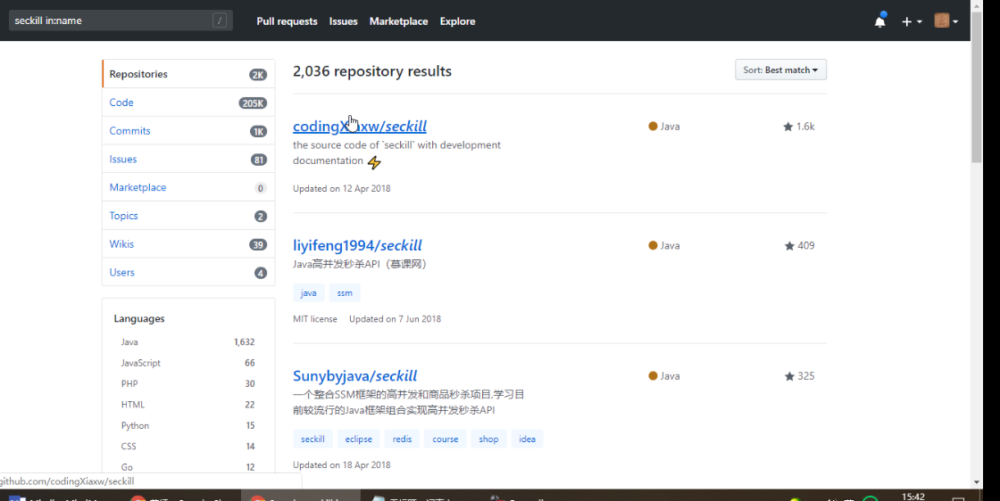 seckill in:name
/
Pull requests Issues Marketplace Explore
Repositories 2K
Code 205K
Commits 1K
Issues 81
Marketplace 0
Topics 2
Wikis 39
Users 4
Languages
Java 1,632
JavaScript 66
PHP 30
HTML 22
Python 15
CSS 14
Go 12
2,036 repository results
Sort: Best match
codingXiaxw/seckill
Java
1.6k
the source code of `seckill` with development
documentation ⚡
Updated on 12 Apr 2018
liyifeng1994/seckill
Java
409
Java高并发秒杀API（慕课网）
java ssm
MIT license Updated on 7 Jun 2018
Sunybyjava/seckill
Java
325
一个整合SSM框架的高并发和商品秒杀项目,学习目
前较流行的Java框架组合实现高并发秒杀API
seckill eclipse redis course shop idea
Updated on 18 Apr 2018
github.com/codingXiaxw/seckill
15:42